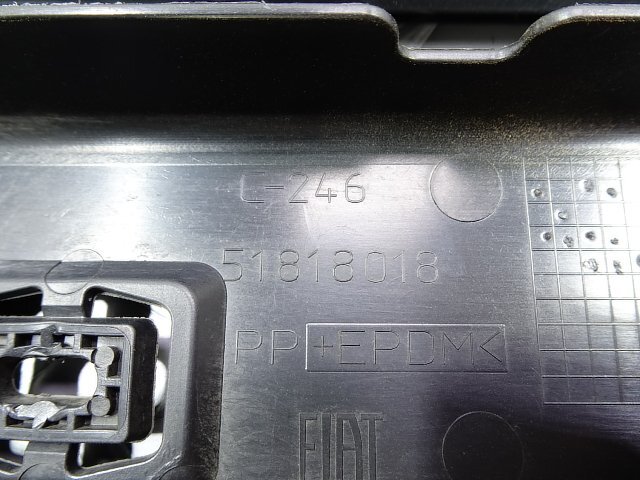 C-246
51818018
PP+EPDM<
FIAT